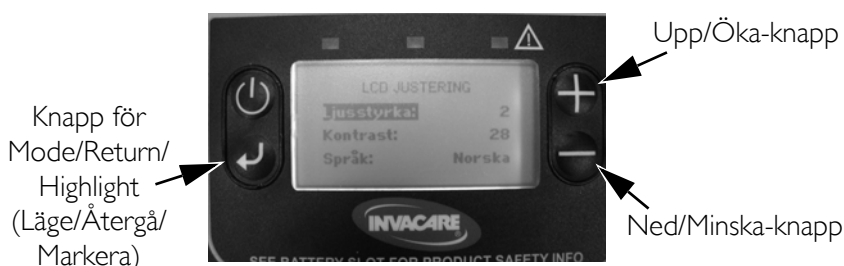 Upp/Öka-knapp
LCD JUSTERING
Ljusstyrka: 2
Kontrast: 28
Språk: Norska
Knapp för
Mode/Return/
Highlight
(Läge/Återgå/
Markera)
INVACARE
Ned/Minska-knapp
SEE BATTERY SLOT FOR PRODUCT SAFETY INFO